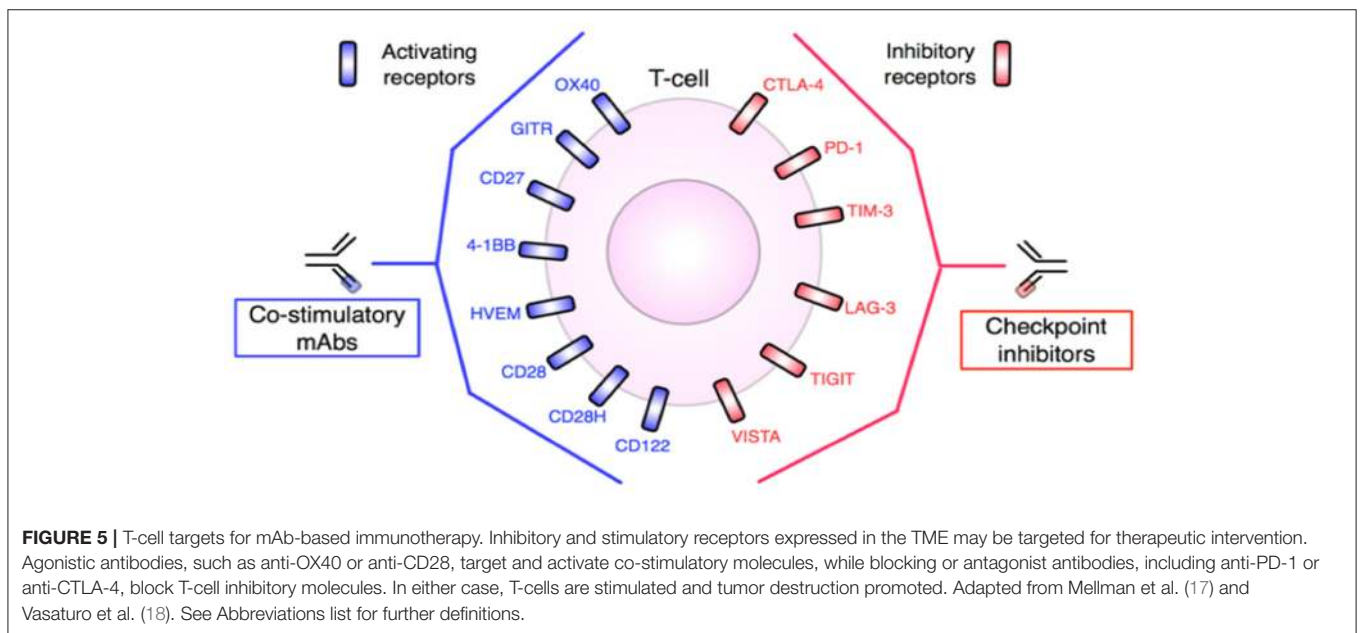 Activating
receptors
T-cell
Inhibitory
receptors
OX40
GITR
CD27
4-1BB
HVEM
CD28
CD28H
CD122
CTLA-4
PD-1
TIM-3
LAG-3
TIGIT
VISTA
Co-stimulatory
mAbs
Checkpoint
inhibitors
FIGURE 5 | T-cell targets for mAb-based immunotherapy. Inhibitory and stimulatory receptors expressed in the TME may be targeted for therapeutic intervention.
Agonistic antibodies, such as anti-OX40 or anti-CD28, target and activate co-stimulatory molecules, while blocking or antagonist antibodies, including anti-PD-1 or
anti-CTLA-4, block T-cell inhibitory molecules. In either case, T-cells are stimulated and tumor destruction promoted. Adapted from Mellman et al. (17) and
Vasaturo et al. (18). See Abbreviations list for further definitions.